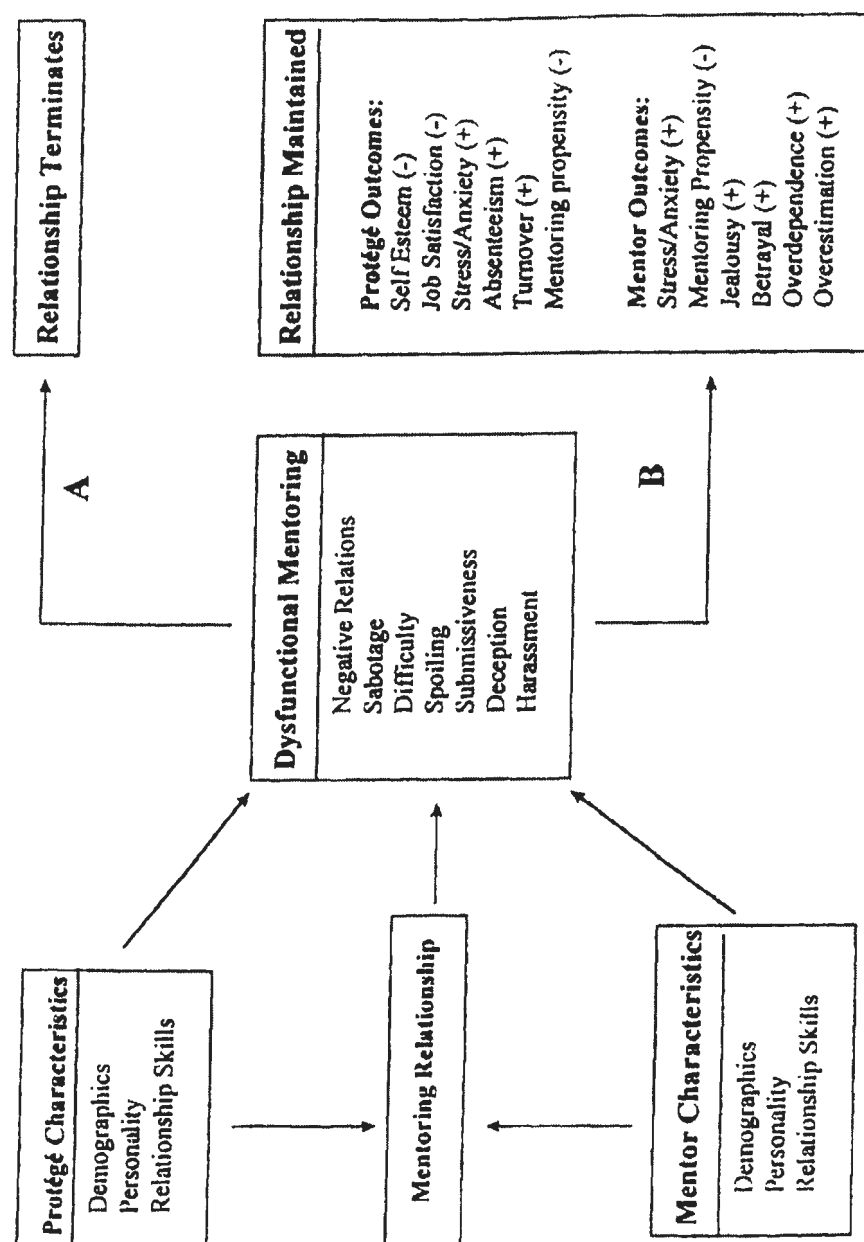 Protégé Characteristics
Demographics
Personality
Relationship Skills
Mentoring Relationship
Mentor Characteristics
Demographics
Personality
Relationship Skills
Dysfunctional Mentoring
Negative Relations
Sabotage
Difficulty
Spoiling
Submissiveness
Deception
Harassment
A
B
Relationship Terminates
Relationship Maintained
Protégé Outcomes:
Self Esteem (-)
Job Satisfaction (-)
Stress/Anxiety (+)
Absenteeism (+)
Turnover (+)
Mentoring propensity (-)
Mentor Outcomes:
Stress/Anxiety (+)
Mentoring Propensity (-)
Jealousy (+)
Betrayal (+)
Overdependence (+)
Overestimation (+)